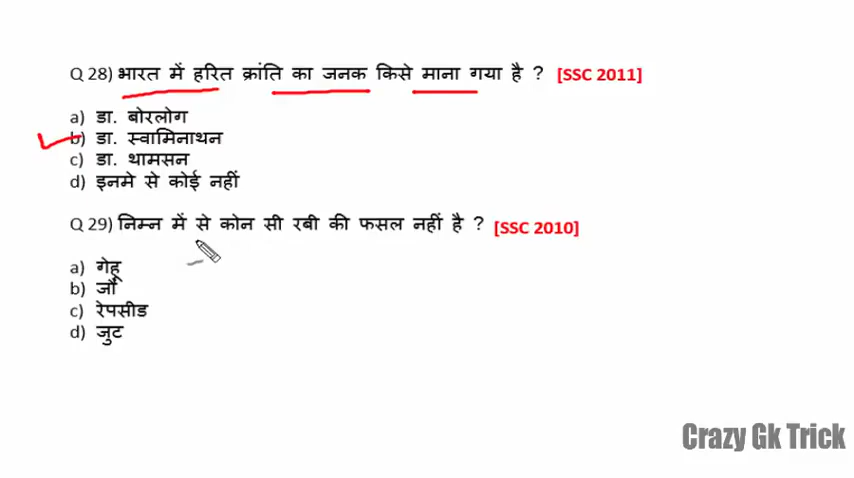 Q 28) भारत में हरित क्रांति का जनक किसे माना गया है ? [SSC 2011]
a) डा. बोरलोग
b) डा. स्वामिनाथन
c) डा. थामसन
d) इनमे से कोई नहीं
Q 29) निम्न में से कोन सी रबी की फसल नहीं है ? [SSC 2010]
a) गेहू
b) जौ
c) रेपसीड
d) जुट
Crazy Gk Trick